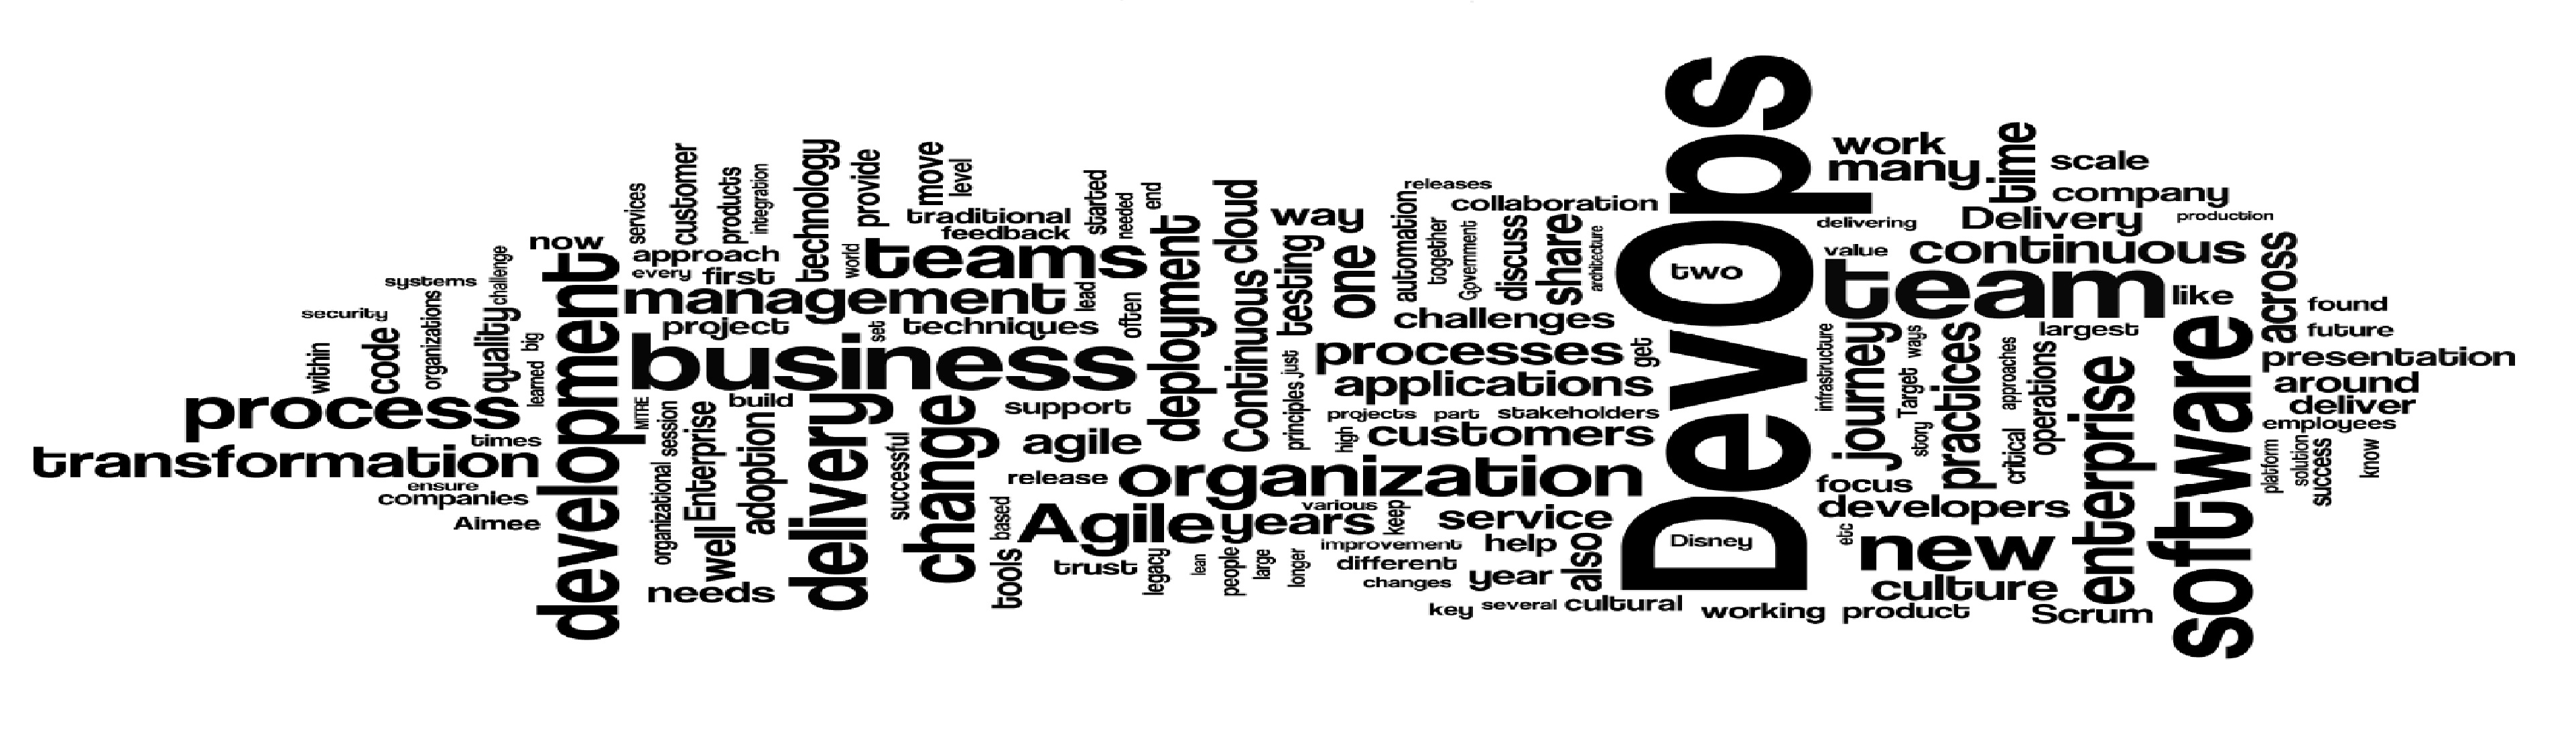 transformation
process
security
systems
within
code
organizations
quality
challenge
learned
big
now
times
ensure
companies
Aimee
development
services
customer
products
integration
technology
provide
move
level
approach
every
first
world
traditional
feedback
started
needed
end
teams
management
lead
often
project
set
techniques
business
MITRE
session
organizational
Enterprise
well
build
adoption
needs
delivery
successful
change
support
agile
release
based
tools
Agile
trust
legacy
lean
people
large
longer
deployment
Continuous
cloud
way
testing
one
just
principles
organization
years
various
keep
releases
collaboration
automation
together
Government
discuss
share
architecture
challenges
processes
get
applications
projects
part
stakeholders
high
customers
service
improvement
help
different
changes
year
also
key
several
cultural
DevOps
two
Disney
working
product
work
many
time
scale
company
delivering
Delivery
production
value
continuous
team
like
infrastructure
journey
ways
Target
story
practices
approaches
critical
operations
largest
enterprise
focus
developers
etc
new
culture
Scrum
software
across
found
future
presentation
around
deliver
employees
platform
solution
success
know